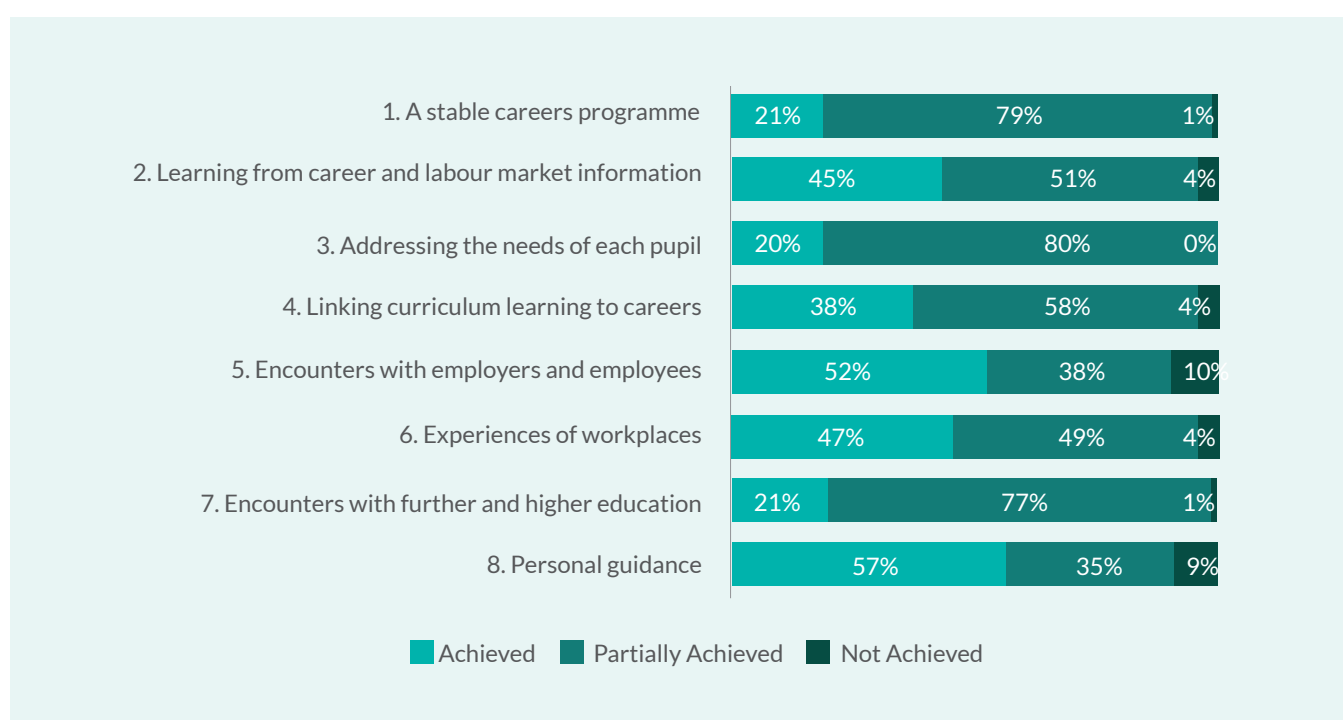 1. A stable careers programme 21% 79% 1%
2. Learning from career and labour market information 45% 51% 4%
3. Addressing the needs of each pupil 20% 80% 0%
4. Linking curriculum learning to careers 38% 58% 4%
5. Encounters with employers and employees 52% 38% 10%
6. Experiences of workplaces 47% 49% 4%
7. Encounters with further and higher education 21% 77% 1%
8. Personal guidance 57% 35% 9%
Achieved Partially Achieved Not Achieved